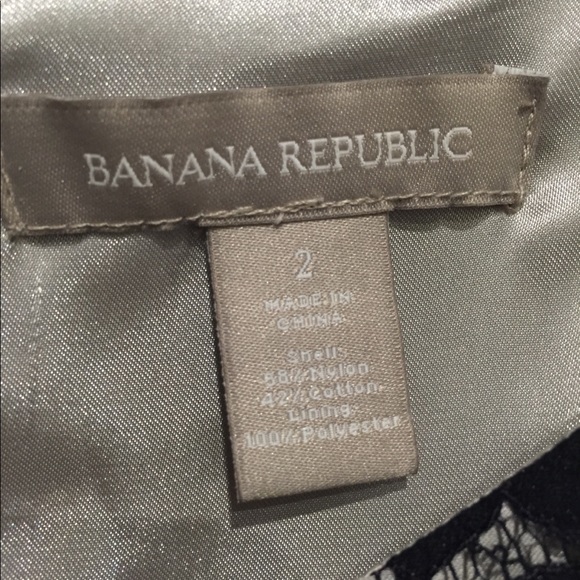 BANANA REPUBLIC
2
MADE IN
CHINA
Shell:
58%Nylon
42%Cotton
Lining:
100%Polyester